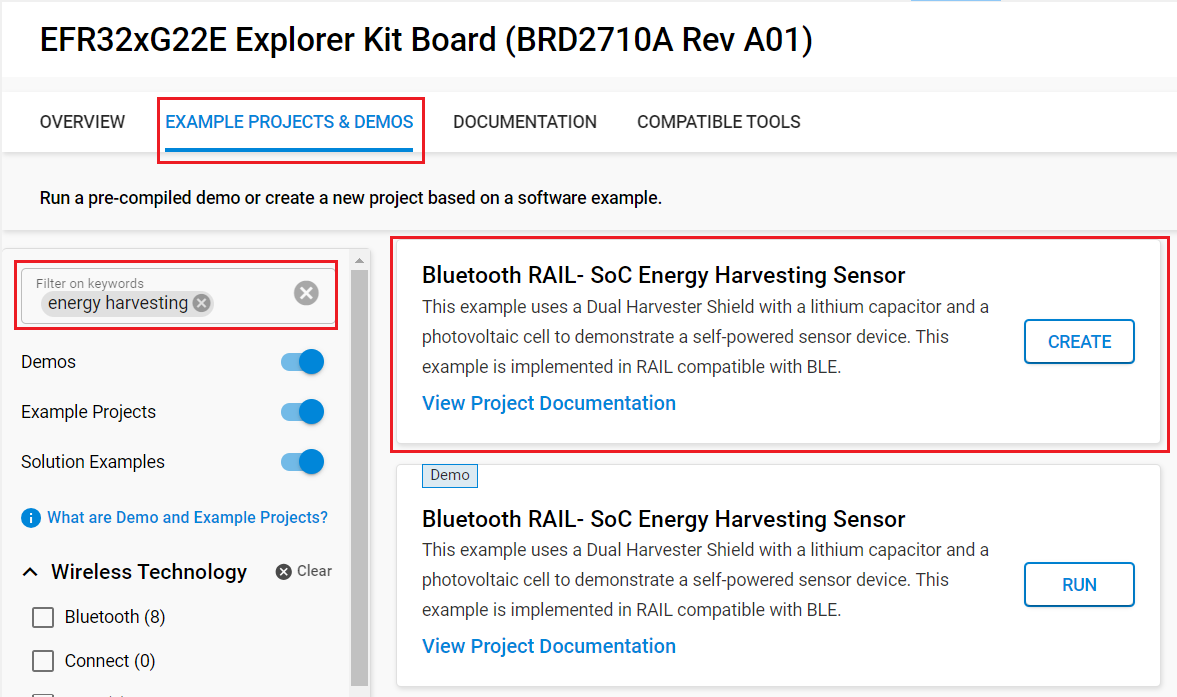 EFR32xG22E Explorer Kit Board (BRD2710A Rev A01)
OVERVIEW
EXAMPLE PROJECTS & DEMOS
DOCUMENTATION
COMPATIBLE TOOLS
Run a pre-compiled demo or create a new project based on a software example.
Filter on keywords
energy harvesting
Demos
Example Projects
Solution Examples
What are Demo and Example Projects?
Wireless Technology
Clear
Bluetooth (8)
Connect (0)
Bluetooth RAIL- SoC Energy Harvesting Sensor
This example uses a Dual Harvester Shield with a lithium capacitor and a
photovoltaic cell to demonstrate a self-powered sensor device. This
example is implemented in RAIL compatible with BLE.
View Project Documentation
CREATE
Demo
Bluetooth RAIL- SoC Energy Harvesting Sensor
This example uses a Dual Harvester Shield with a lithium capacitor and a
photovoltaic cell to demonstrate a self-powered sensor device. This
example is implemented in RAIL compatible with BLE.
View Project Documentation
RUN